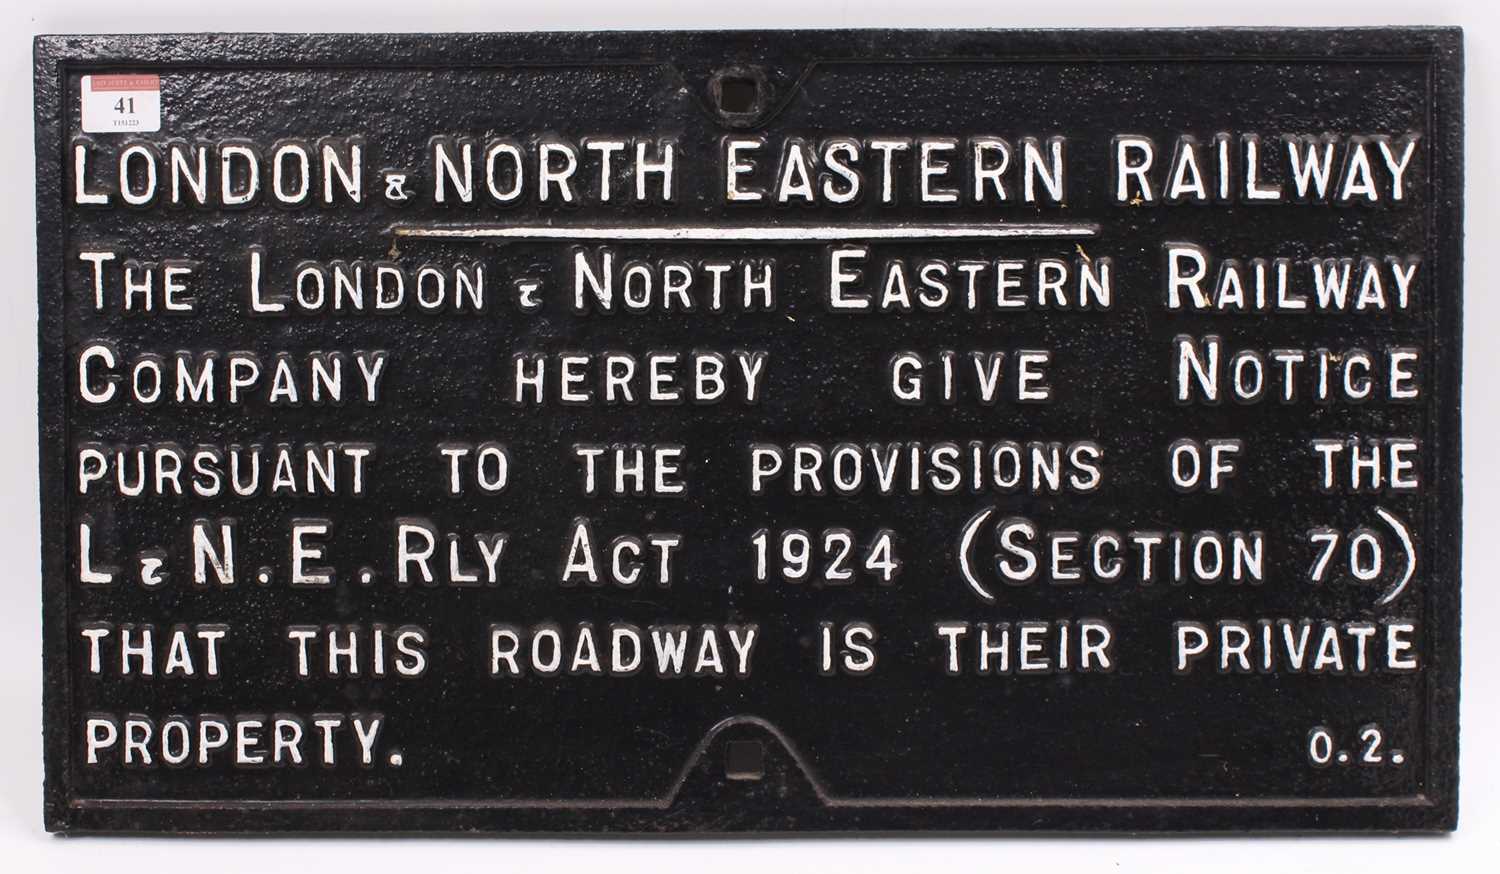 41
T151223
LONDON & NORTH EASTERN RAILWAY
THE LONDON & NORTH EASTERN RAILWAY
COMPANY HEREBY GIVE NOTICE
PURSUANT TO THE PROVISIONS OF THE
L & N.E. RLY ACT 1924 (SECTION 70)
THAT THIS ROADWAY IS THEIR PRIVATE
PROPERTY.
O.2.